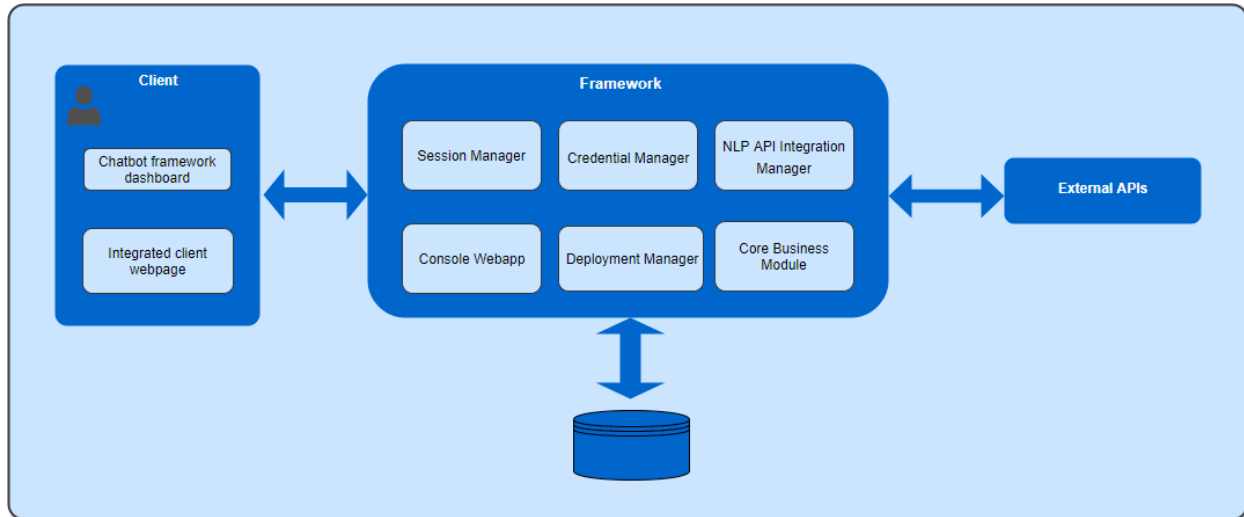 Client
Chatbot framework
dashboard
Integrated client
webpage
Framework
Session Manager
Credential Manager
NLP API Integration
Manager
Console Webapp
Deployment Manager
Core Business
Module
External APIs